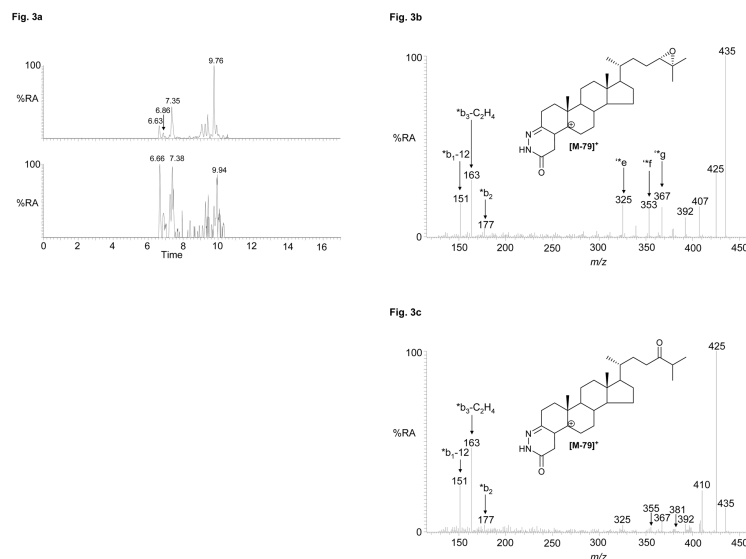 Fig. 3a
100
%RA
6.63
6.86
7.35
9.76
100
%RA
6.66
7.38
9.94
0
0 2 4 6 8 10 12 14 16
Time
Fig. 3b
100
%RA
0
*b₃-C₂H₄
*b₁-12
163
151
*b₂
177
N
HN
O
O
[M-79]⁺
'*e
'*f
'*g
325
353
367
392
407
425
435
150 200 250 300 350 400 450
m/z
Fig. 3c
100
%RA
0
*b₃-C₂H₄
*b₁-12
163
151
*b₂
177
N
HN
O
O
[M-79]⁺
325
355
367
381
392
410
425
435
150 200 250 300 350 400 450
m/z